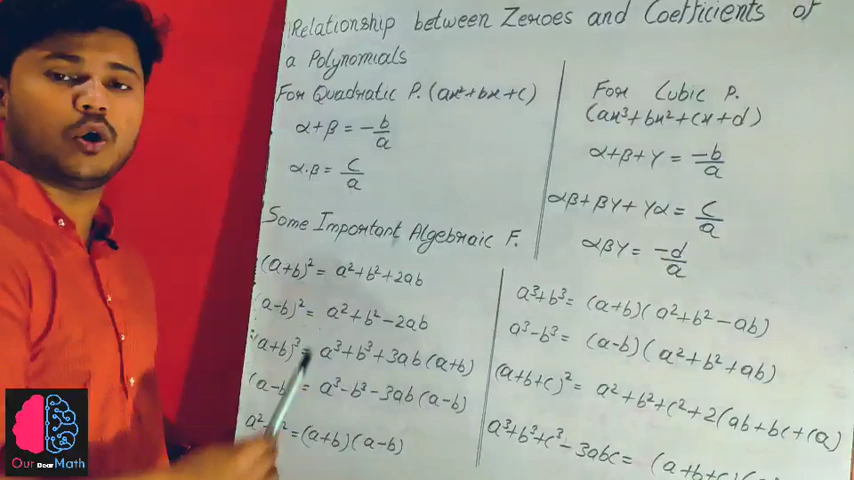 Relationship between Zeroes and Coefficients of
a Polynomials
For Quadratic P. (ax²+bx+c)
α+β = -b/a
α.β = c/a
For Cubic P.
(ax³+bx²+cx+d)
α+β+γ = -b/a
αβ+βγ+γα = c/a
αβγ = -d/a
Some Important Algebraic F.
(a+b)² = a²+b²+2ab
(a-b)² = a²+b²-2ab
(a+b)³ = a³+b³+3ab(a+b)
(a-b = a³-b³-3ab(a-b)
a²- ² = (a+b)(a-b)
a³+b³ = (a+b)(a²+b²-ab)
a³-b³ = (a-b)(a²+b²+ab)
(a+b+c)² = a²+b²+c²+2(ab+bc+ca)
a³+b³+c³-3abc = (a+b+c)(
Our Dear Math